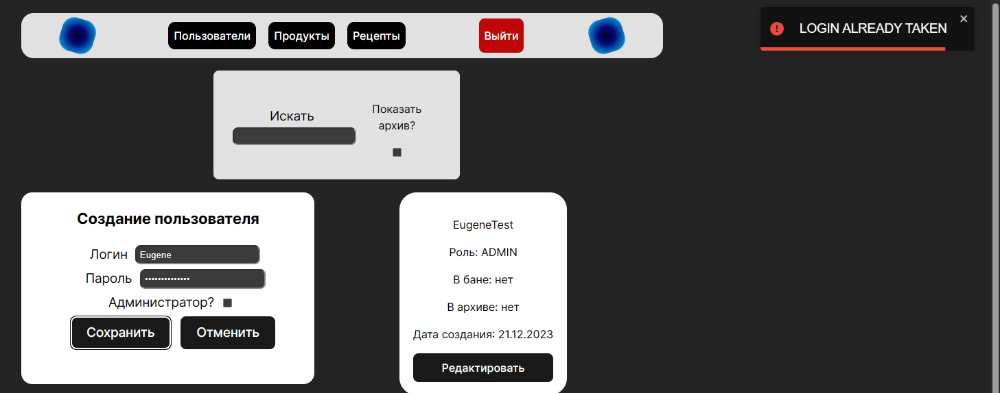 Пользователи Продукты Рецепты Выйти
LOGIN ALREADY TAKEN
Искать
Показать
архив?
Создание пользователя
Логин Eugene
Пароль ••••••••••••••
Администратор?
Сохранить Отменить
EugeneTest
Роль: ADMIN
В бане: нет
В архиве: нет
Дата создания: 21.12.2023
Редактировать